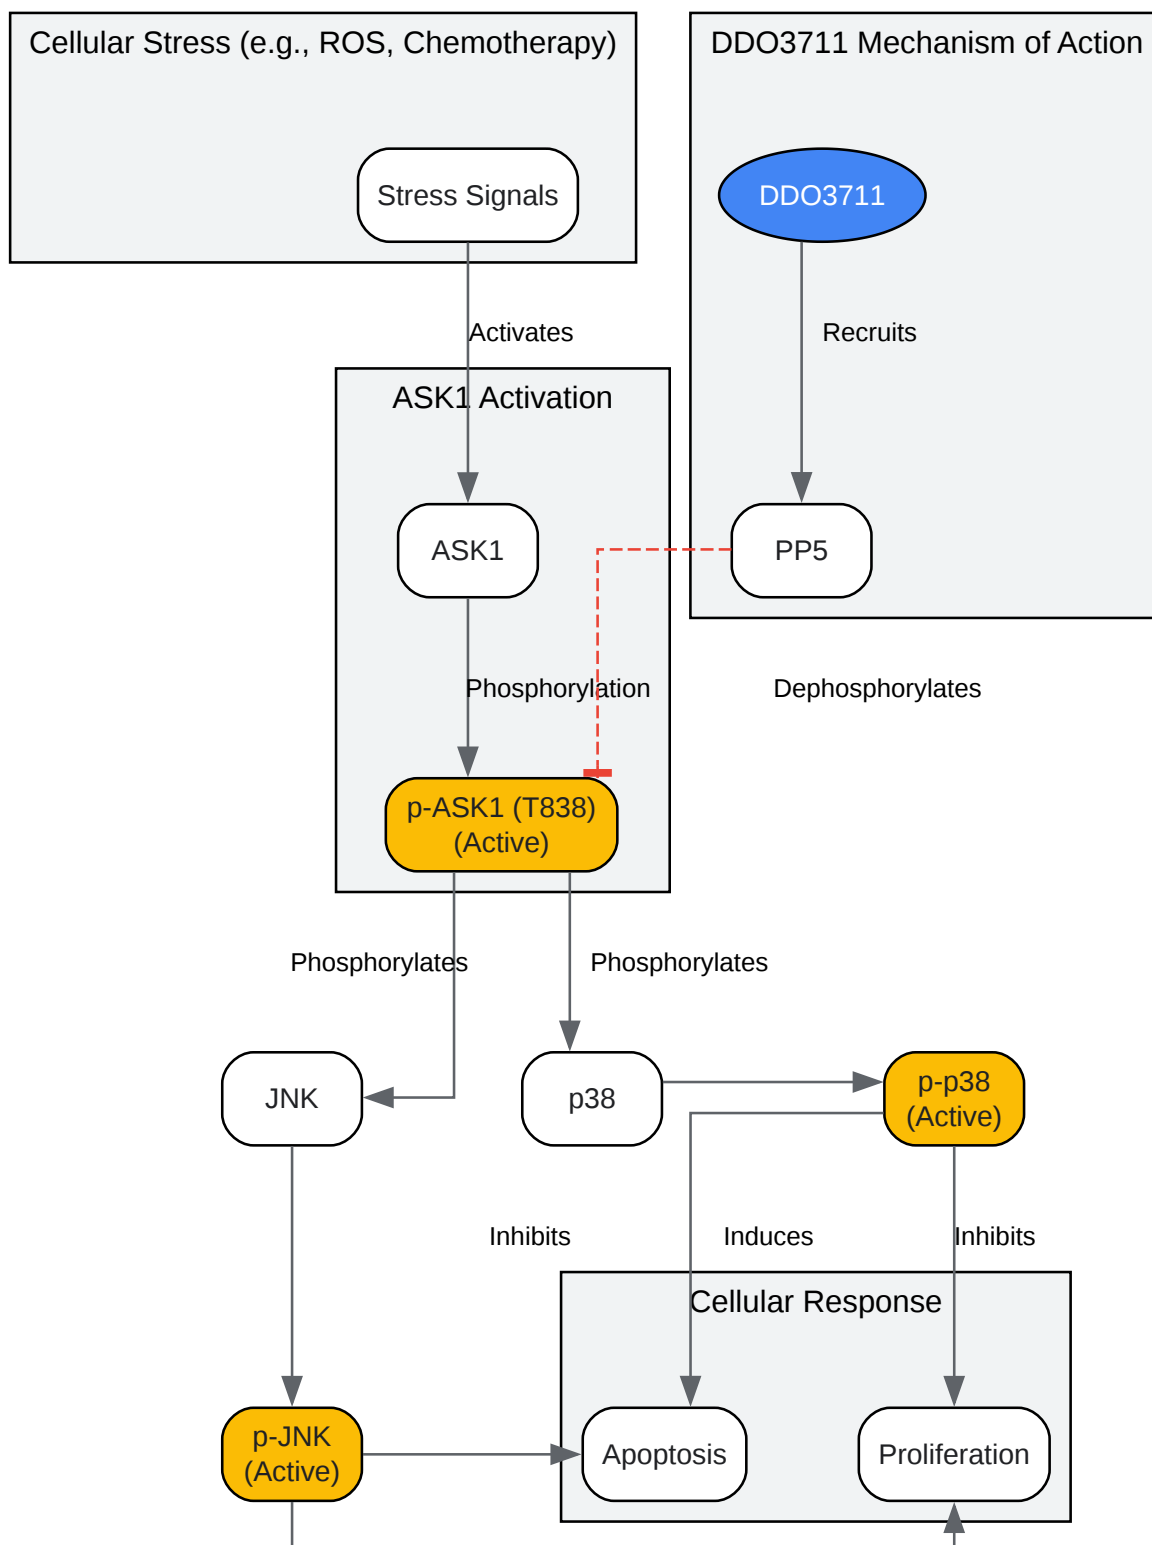 Cellular Stress (e.g., ROS, Chemotherapy)
DDO3711 Mechanism of Action
Stress Signals
DDO3711
Activates
Recruits
ASK1 Activation
ASK1
PP5
Phosphorylation
Dephosphorylates
p-ASK1 (T838)
(Active)
Phosphorylates
Phosphorylates
JNK
p38
p-p38
(Active)
Inhibits
Induces
Inhibits
Cellular Response
p-JNK
(Active)
Apoptosis
Proliferation